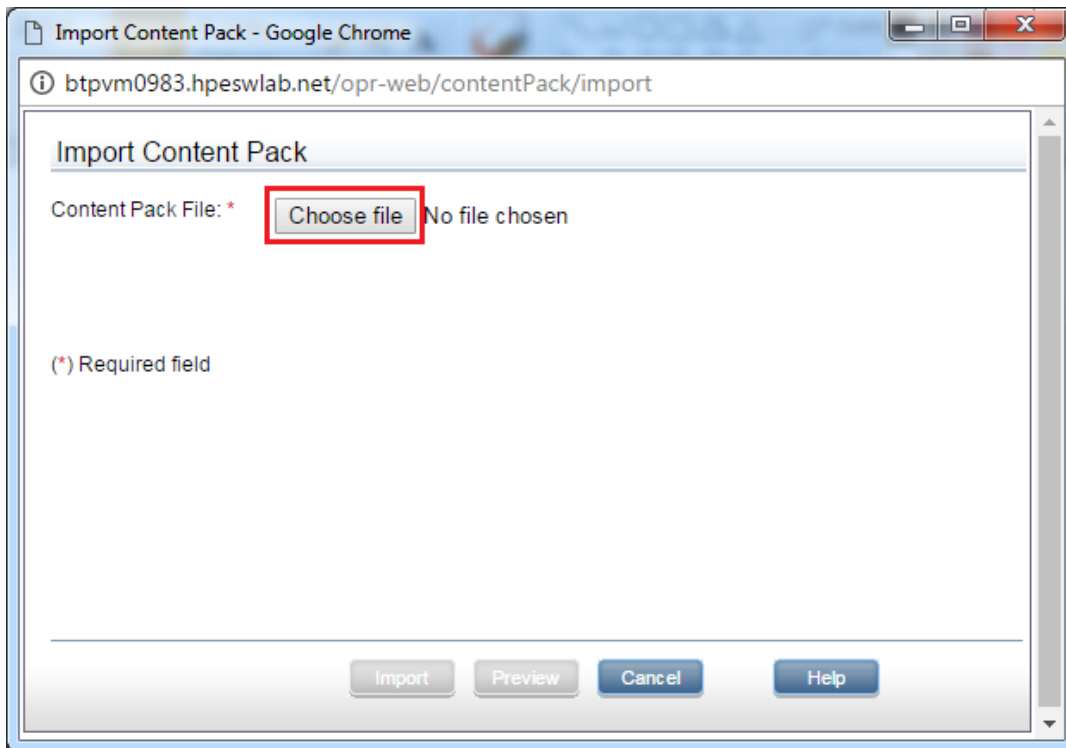 Import Content Pack - Google Chrome
btpvm0983.hpeswlab.net/opr-web/contentPack/import
Import Content Pack
Content Pack File: * Choose file No file chosen
(*) Required field
Import Preview Cancel Help